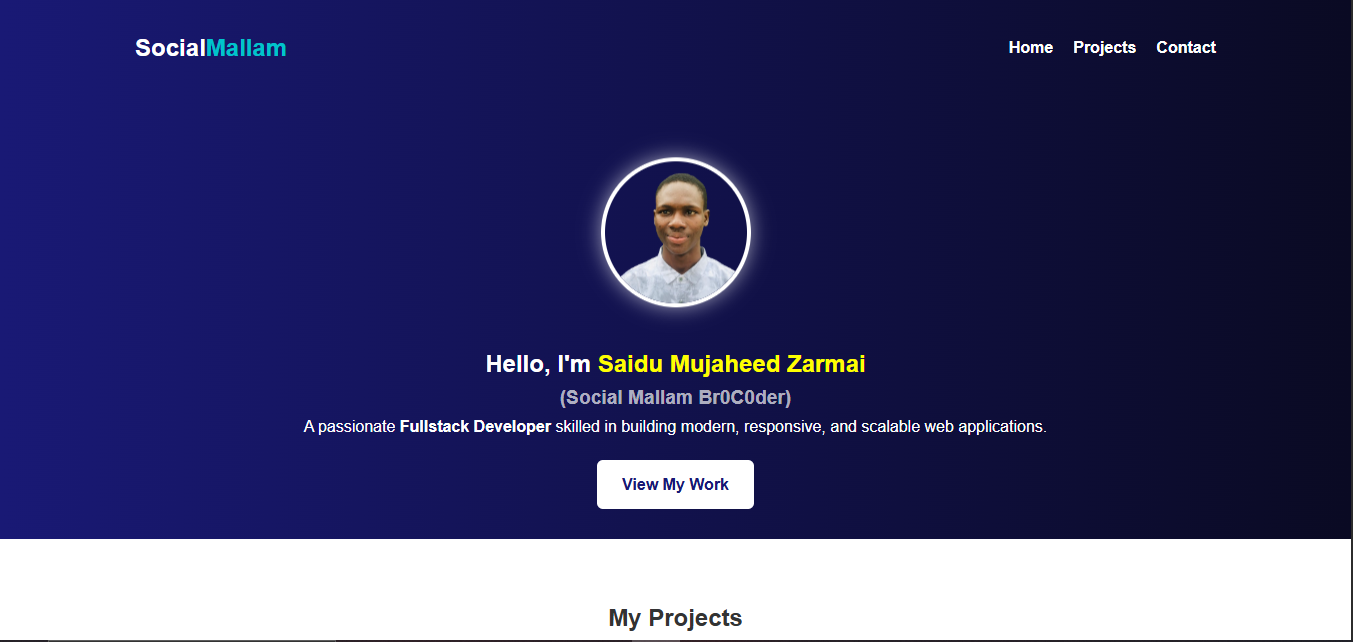 SocialMallam
Home Projects Contact
Hello, I'm Saidu Mujaheed Zarmai
(Social Mallam Br0C0der)
A passionate Fullstack Developer skilled in building modern, responsive, and scalable web applications.
View My Work
My Projects